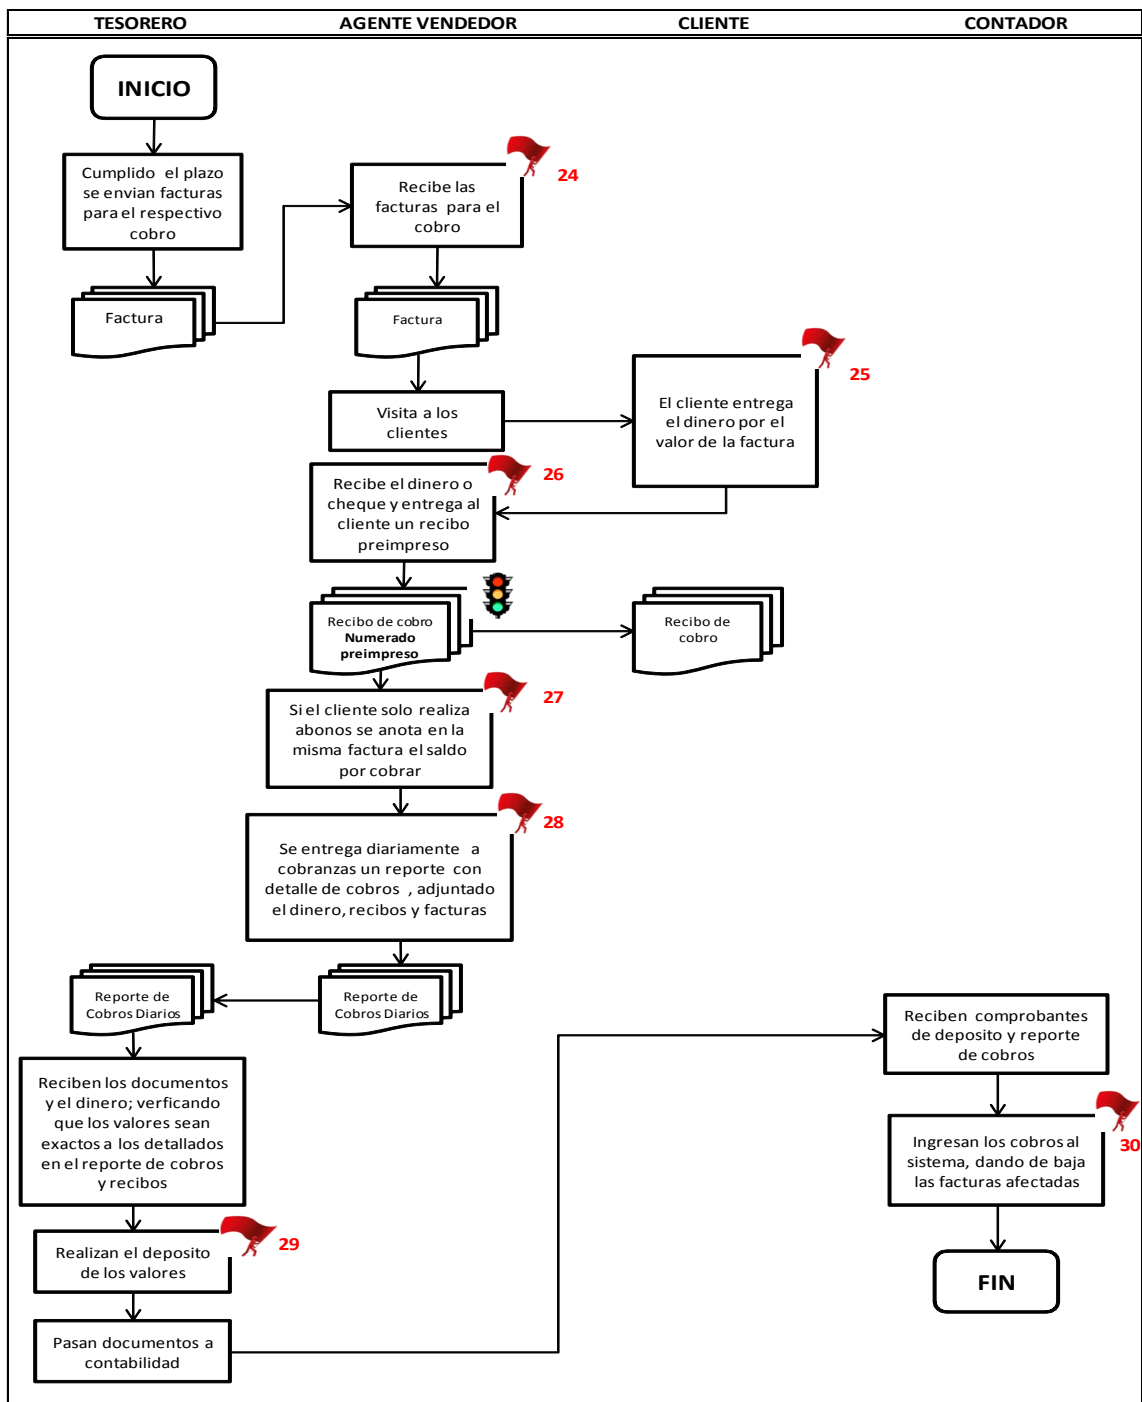 TESORERO
AGENTE VENDEDOR
CLIENTE
CONTADOR
INICIO
Cumplido el plazo
se envian facturas
para el respectivo
cobro
24
Recibe las
facturas para el
cobro
Factura
Factura
25
Visita a los
clientes
El cliente entrega
el dinero por el
valor de la factura
26
Recibe el dinero o
cheque y entrega al
cliente un recibo
preimpreso
Recibo de cobro
Numerado
preimpreso
Recibo de
cobro
27
Si el cliente solo realiza
abonos se anota en la
misma factura el saldo
por cobrar
28
Se entrega diariamente a
cobranzas un reporte con
detalle de cobros , adjuntado
el dinero, recibos y facturas
Reporte de
Cobros Diarios
Reporte de
Cobros Diarios
Reciben los documentos
y el dinero; verficando
que los valores sean
exactos a los detallados
en el reporte de cobros
y recibos
29
Realizan el deposito
de los valores
Pasan documentos a
contabilidad
Reciben comprobantes
de deposito y reporte
de cobros
30
Ingresan los cobros al
sistema, dando de baja
las facturas afectadas
FIN